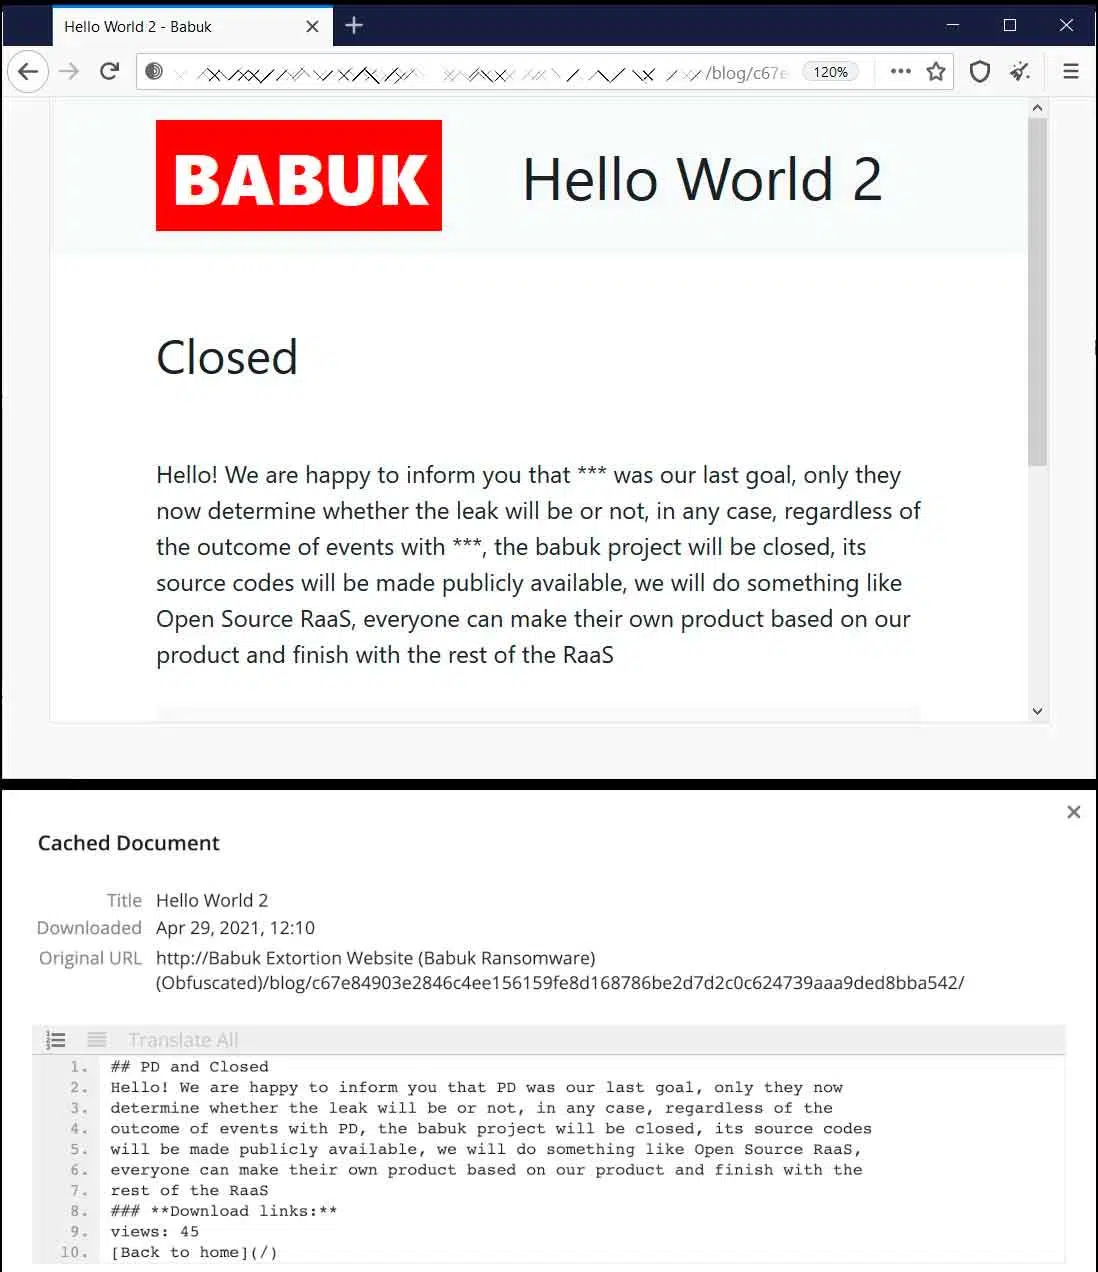 Hello World 2 - Babuk
/blog/c67e
120%
BABUK
Hello World 2
Closed
Hello! We are happy to inform you that *** was our last goal, only they
now determine whether the leak will be or not, in any case, regardless of
the outcome of events with ***, the babuk project will be closed, its
source codes will be made publicly available, we will do something like
Open Source RaaS, everyone can make their own product based on our
product and finish with the rest of the RaaS
Cached Document
Title Hello World 2
Downloaded Apr 29, 2021, 12:10
Original URL http://Babuk Extortion Website (Babuk Ransomware)
(Obfuscated)/blog/c67e84903e2846c4ee156159fe8d168786be2d7d2c0c624739aaa9ded8bba542/
Translate All
1. ## PD and Closed
2. Hello! We are happy to inform you that PD was our last goal, only they now
3. determine whether the leak will be or not, in any case, regardless of the
4. outcome of events with PD, the babuk project will be closed, its source codes
5. will be made publicly available, we will do something like Open Source RaaS,
6. everyone can make their own product based on our product and finish with the
7. rest of the RaaS
8. ### **Download links:**
9. views: 45
10. [Back to home](/)